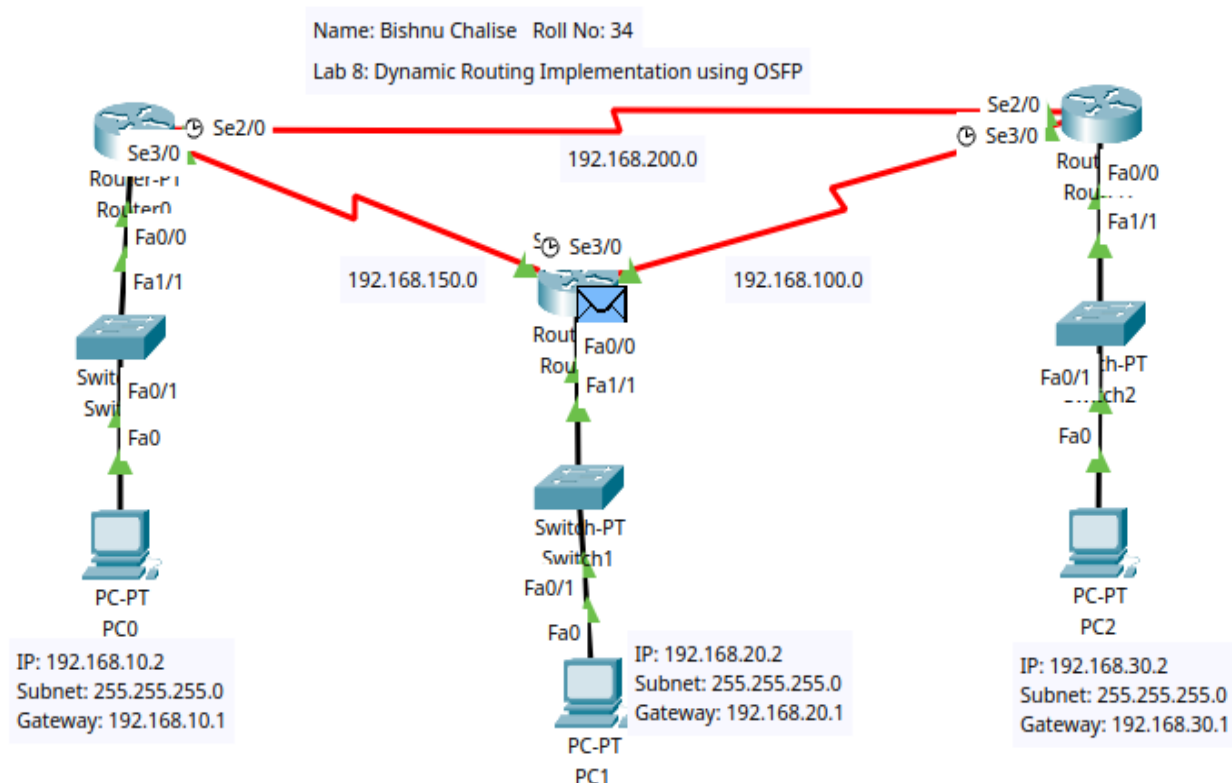 Name: Bishnu Chalise Roll No: 34
Lab 8: Dynamic Routing Implementation using OSFP
Se2/0
Se3/0
Router-PT
Router0
Fa0/0
Fa1/1
192.168.200.0
Se2/0
Se3/0
Fa0/0
Fa1/1
192.168.150.0
Se3/0
192.168.100.0
Fa0/0
Fa1/1
Fa0/1
Fa0
PC-PT
PC0
IP: 192.168.10.2
Subnet: 255.255.255.0
Gateway: 192.168.10.1
Switch-PT
Switch1
Fa0/1
Fa0
PC-PT
PC1
IP: 192.168.20.2
Subnet: 255.255.255.0
Gateway: 192.168.20.1
Fa0/1
Fa0
PC-PT
PC2
IP: 192.168.30.2
Subnet: 255.255.255.0
Gateway: 192.168.30.1